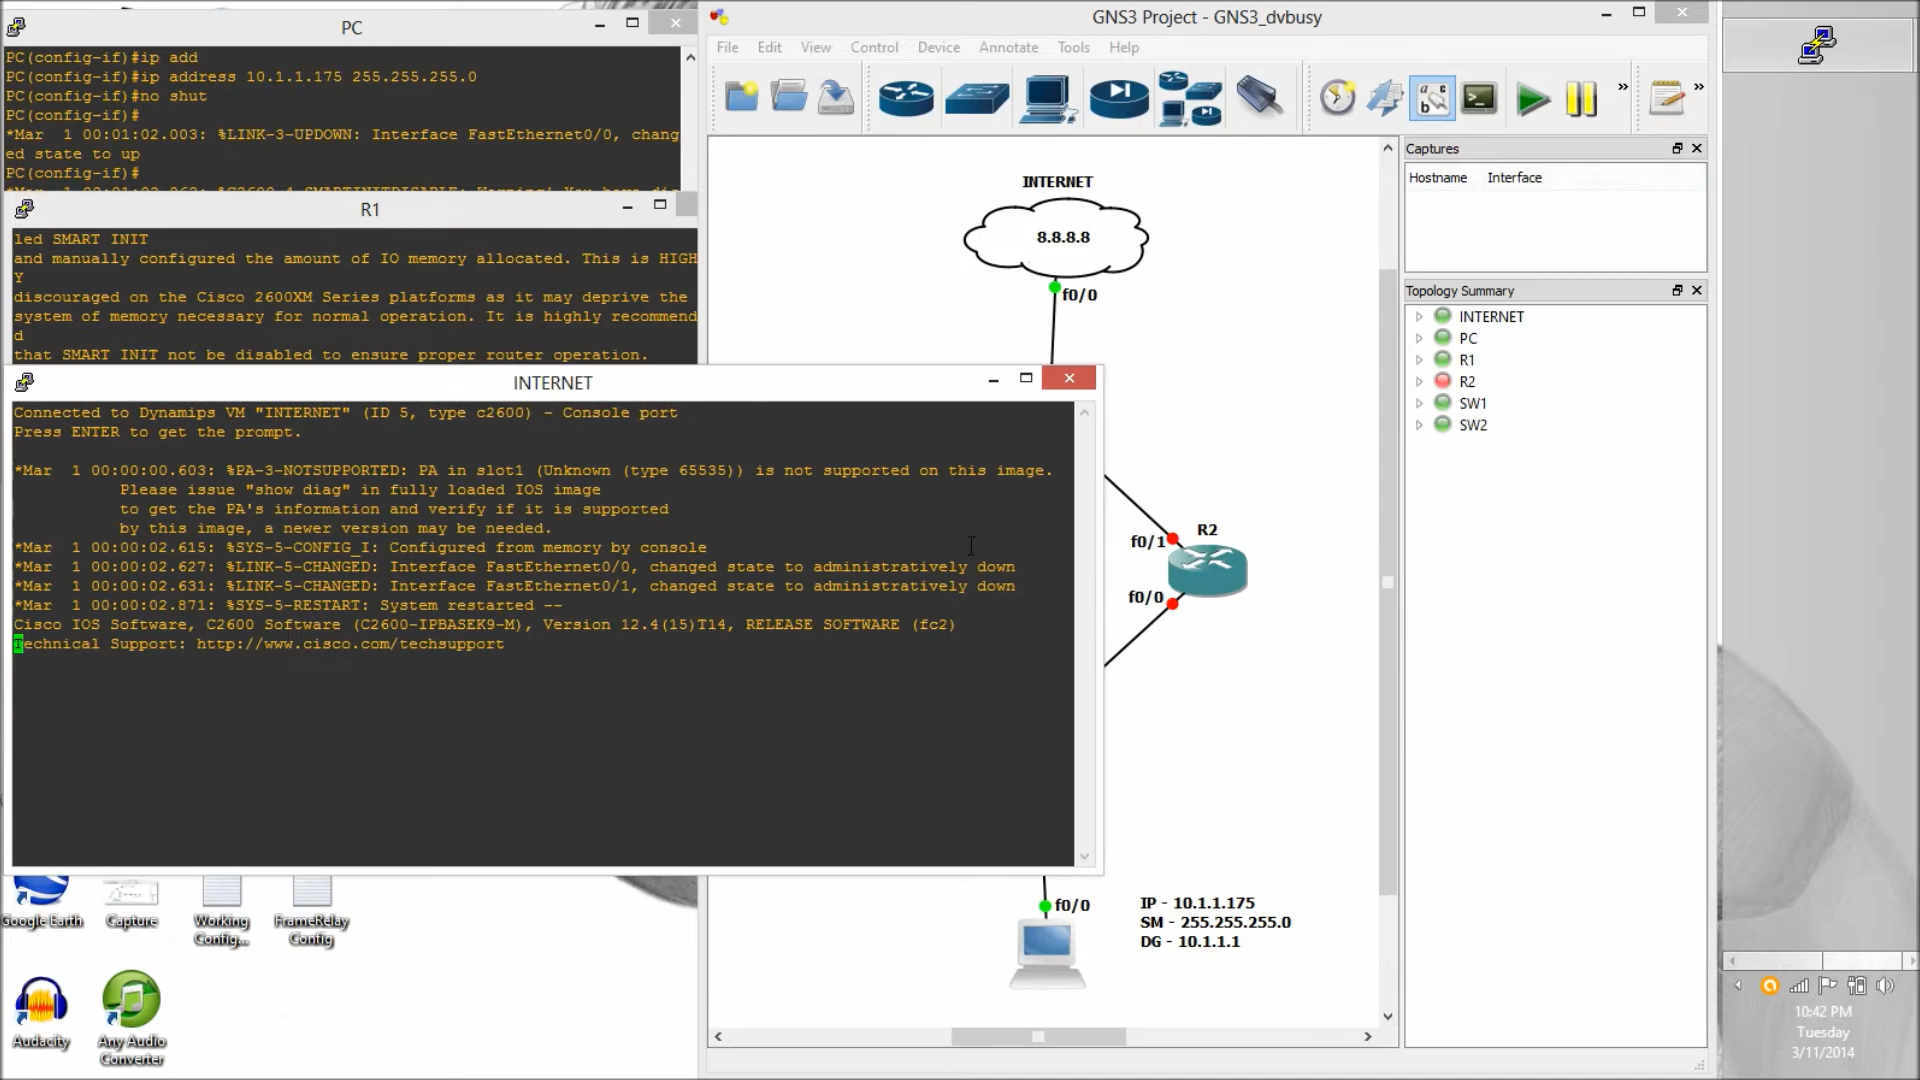 PC
PC(config-if)#ip add
PC(config-if)#ip address 10.1.1.175 255.255.255.0
PC(config-if)#no shut
PC(config-if)#
*Mar  1 00:01:02.003: %LINK-3-UPDOWN: Interface FastEthernet0/0, chang
ed state to up
PC(config-if)#
R1
led SMART INIT
and manually configured the amount of IO memory allocated. This is HIGH
Y
discouraged on the Cisco 2600XM Series platforms as it may deprive the
system of memory necessary for normal operation. It is highly recommend
d
that SMART INIT not be disabled to ensure proper router operation.
INTERNET
Connected to Dynamips VM "INTERNET" (ID 5, type c2600) - Console port
Press ENTER to get the prompt.
*Mar  1 00:00:00.603: %PA-3-NOTSUPPORTED: PA in slot1 (Unknown (type 65535)) is not supported on this image.
Please issue "show diag" in fully loaded IOS image
to get the PA's information and verify if it is supported
by this image, a newer version may be needed.
*Mar  1 00:00:02.615: %SYS-5-CONFIG_I: Configured from memory by console
*Mar  1 00:00:02.627: %LINK-5-CHANGED: Interface FastEthernet0/0, changed state to administratively down
*Mar  1 00:00:02.631: %LINK-5-CHANGED: Interface FastEthernet0/1, changed state to administratively down
*Mar  1 00:00:02.871: %SYS-5-RESTART: System restarted --
Cisco IOS Software, C2600 Software (C2600-IPBASEK9-M), Version 12.4(15)T14, RELEASE SOFTWARE (fc2)
Technical Support: http://www.cisco.com/techsupport
Google Earth
Capture
Working Config...
FrameRelay Config
Audacity
Any Audio Converter
GNS3 Project - GNS3_dvbusy
File Edit View Control Device Annotate Tools Help
INTERNET
8.8.8.8
f0/0
R2
f0/1
f0/0
f0/0
IP - 10.1.1.175
SM - 255.255.255.0
DG - 10.1.1.1
Captures
Hostname Interface
Topology Summary
INTERNET
PC
R1
R2
SW1
SW2
10:42 PM
Tuesday
3/11/2014